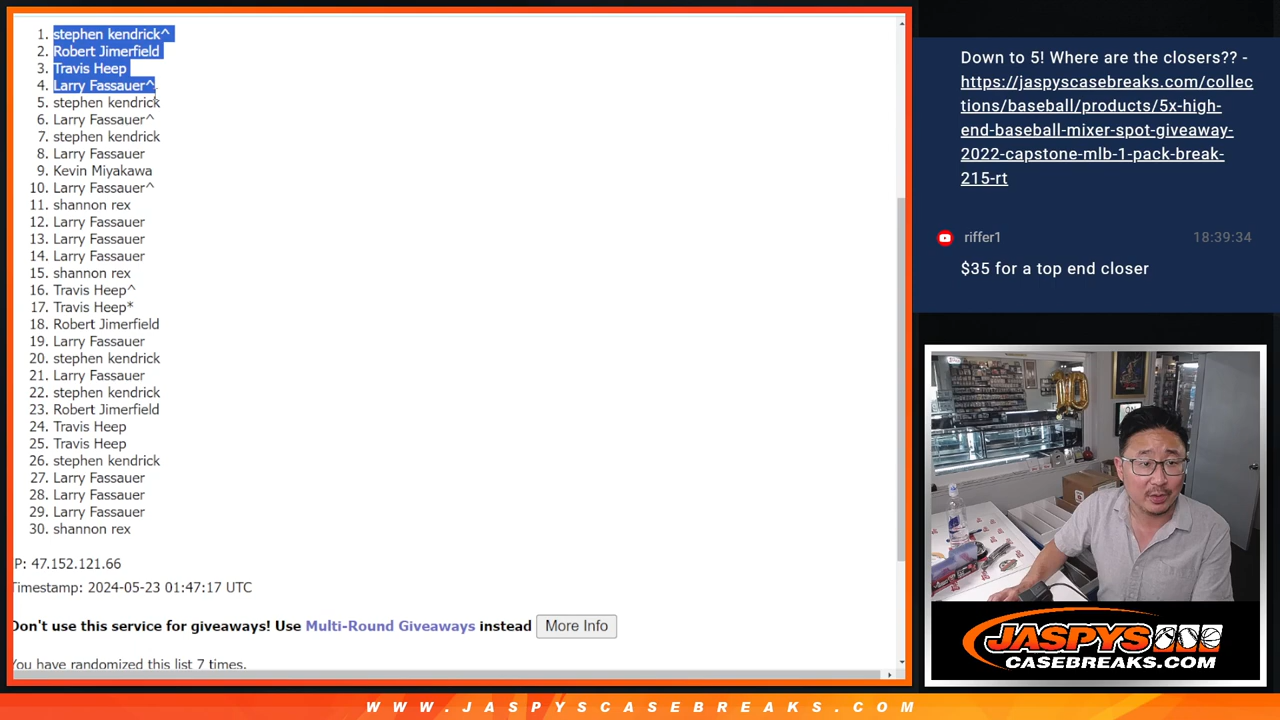 1. stephen kendrick^
2. Robert Jimerfield
3. Travis Heep
4. Larry Fassauer^
5. stephen kendrick
6. Larry Fassauer^
7. stephen kendrick
8. Larry Fassauer
9. Kevin Miyakawa
10. Larry Fassauer^
11. shannon rex
12. Larry Fassauer
13. Larry Fassauer
14. Larry Fassauer
15. shannon rex
16. Travis Heep^
17. Travis Heep*
18. Robert Jimerfield
19. Larry Fassauer
20. stephen kendrick
21. Larry Fassauer
22. stephen kendrick
23. Robert Jimerfield
24. Travis Heep
25. Travis Heep
26. stephen kendrick
27. Larry Fassauer
28. Larry Fassauer
29. Larry Fassauer
30. shannon rex
P: 47.152.121.66
Timestamp: 2024-05-23 01:47:17 UTC
Don't use this service for giveaways! Use Multi-Round Giveaways instead More Info
You have randomized this list 7 times.
Down to 5! Where are the closers?? -
https://jaspyscasebreaks.com/collec
tions/baseball/products/5x-high-
end-baseball-mixer-spot-giveaway-
2022-capstone-mlb-1-pack-break-
215-rt
riffer1 18:39:34
$35 for a top end closer
10
JASPYS
CASEBREAKS.COM
WWW.JASPYSCASEBREAKS.COM